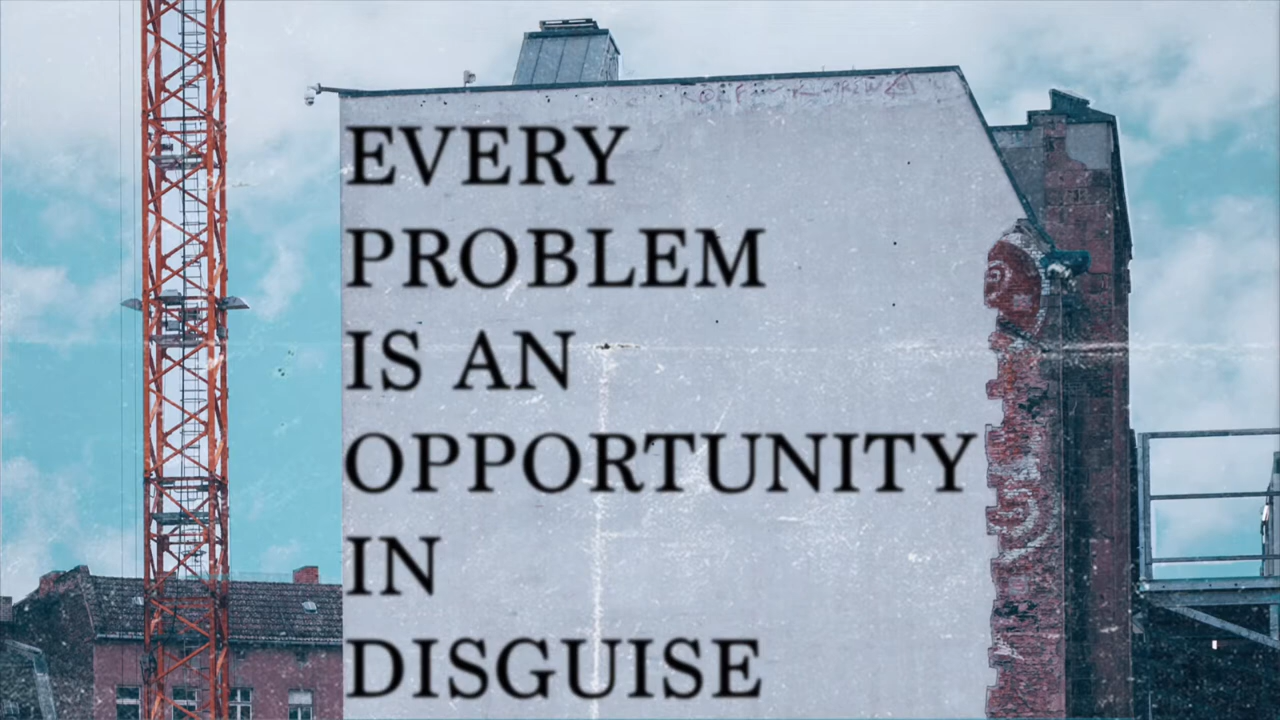 EVERY
PROBLEM
IS AN
OPPORTUNITY
IN
DISGUISE